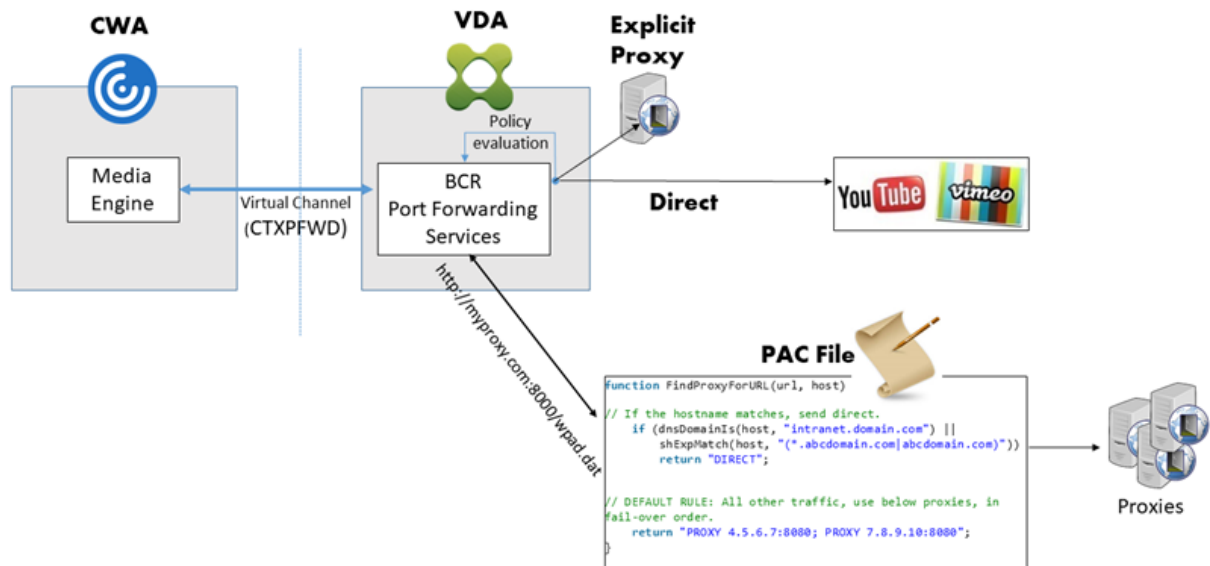 CWA
VDA
Explicit
Proxy
Policy
evaluation
Media
Engine
Virtual Channel
(CTXPFWD)
BCR
Port Forwarding
Services
Direct
You Tube
vimeo
http://myproxy.com:8000/wpad.dat
PAC File
function FindProxyForURL(url, host)
// If the hostname matches, send direct.
if (dnsDomainIs(host, "intranet.domain.com") ||
shExpMatch(host, "(*.abcdomain.com|abcdomain.com)"))
return "DIRECT";
// DEFAULT RULE: All other traffic, use below proxies, in
fail-over order.
return "PROXY 4.5.6.7:8080; PROXY 7.8.9.10:8080";
}
Proxies